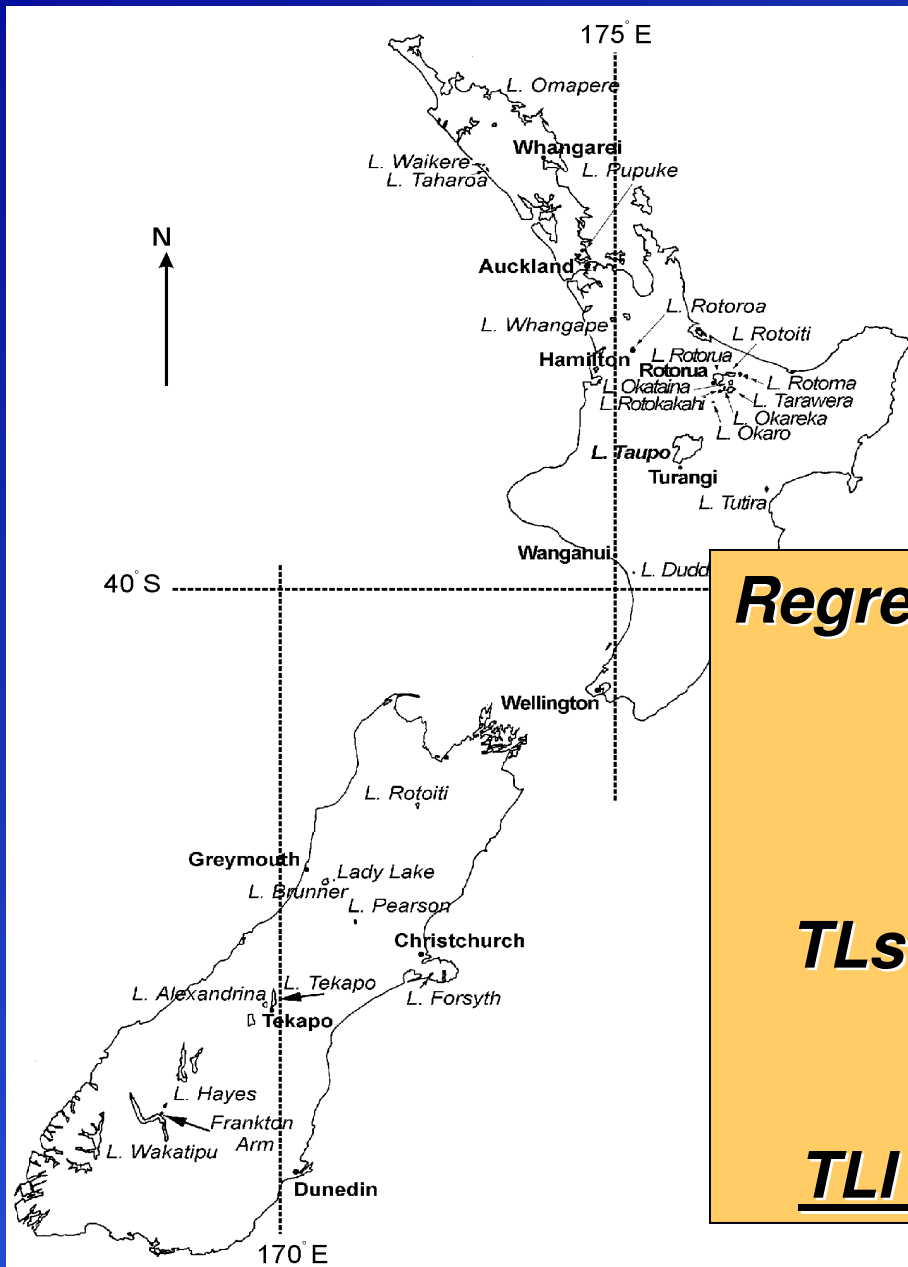 175° E
L. Omapere
Whangarei
L. Waikere
L. Pupuke
L. Taharoa
N
Auckland
L. Rotoroa
L. Whangape
L. Rotoiti
Hamilton
L. Rotorua
Rotorua
L. Rotoma
L. Okataina
L. Tarawera
L. Rotokakahi
L. Okareka
L. Okaro
L. Taupo
Turangi
L. Tutira
Wanganui
L. Dudd
40° S
Regre
Wellington
L. Rotoiti
Greymouth
Lady Lake
L. Brunner
L. Pearson
TLs
Christchurch
L. Tekapo
L. Alexandrina
L. Forsyth
Tekapo
L. Hayes
Frankton
Arm
L. Wakatipu
TLI
Dunedin
170° E